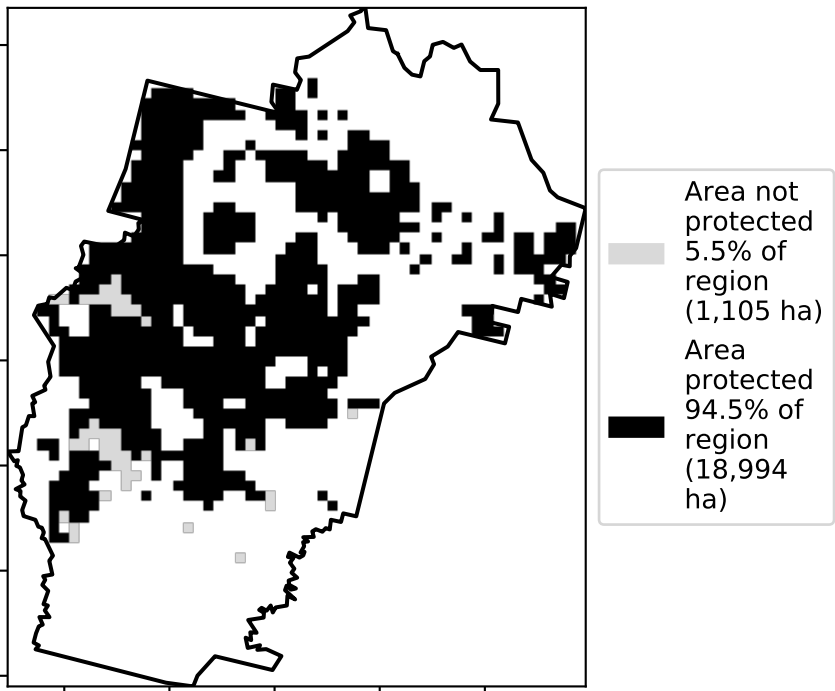 Area not
protected
5.5% of
region
(1,105 ha)
Area
protected
94.5% of
region
(18,994
ha)